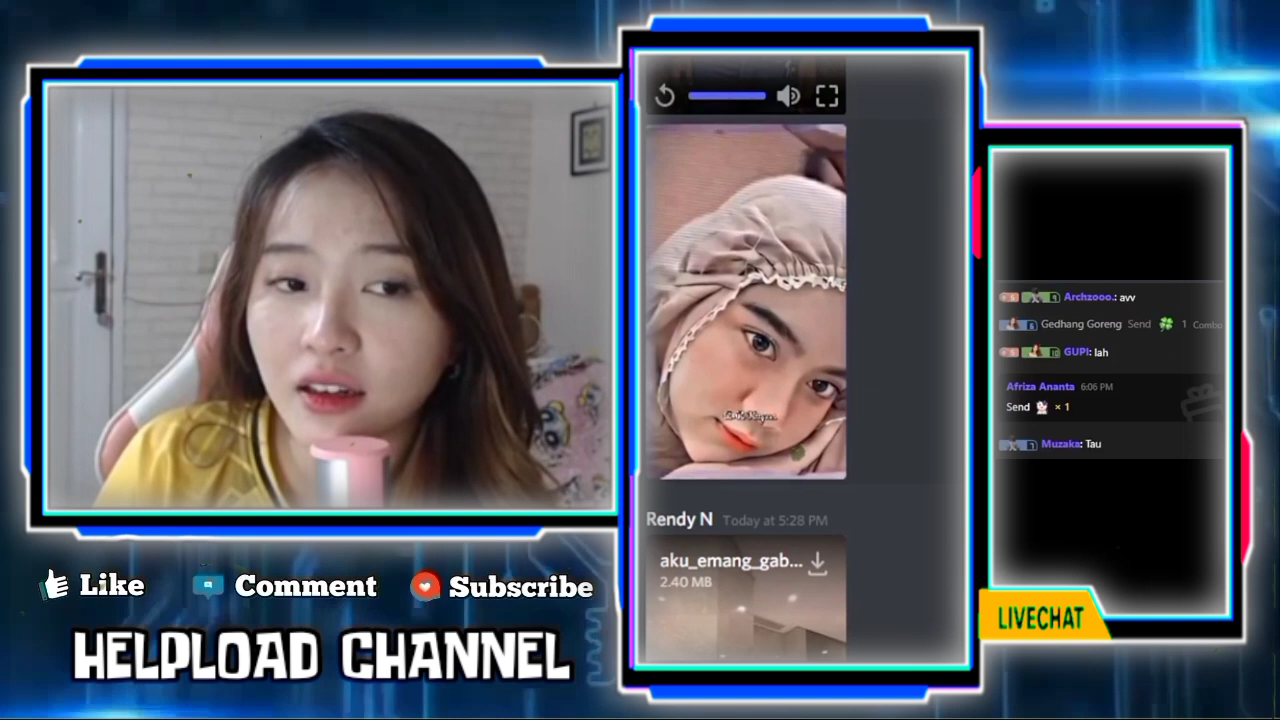 Like
Comment
Subscribe
HELPLOAD CHANNEL
Rendy N Today at 5:28 PM
aku_emang_gab...
2.40 MB
Archzooo.: avv
Gedhang Goreng Send 1 Combo
GUPI: lah
Afriza Ananta 6:06 PM
Send × 1
Muzaka: Tau
LIVECHAT